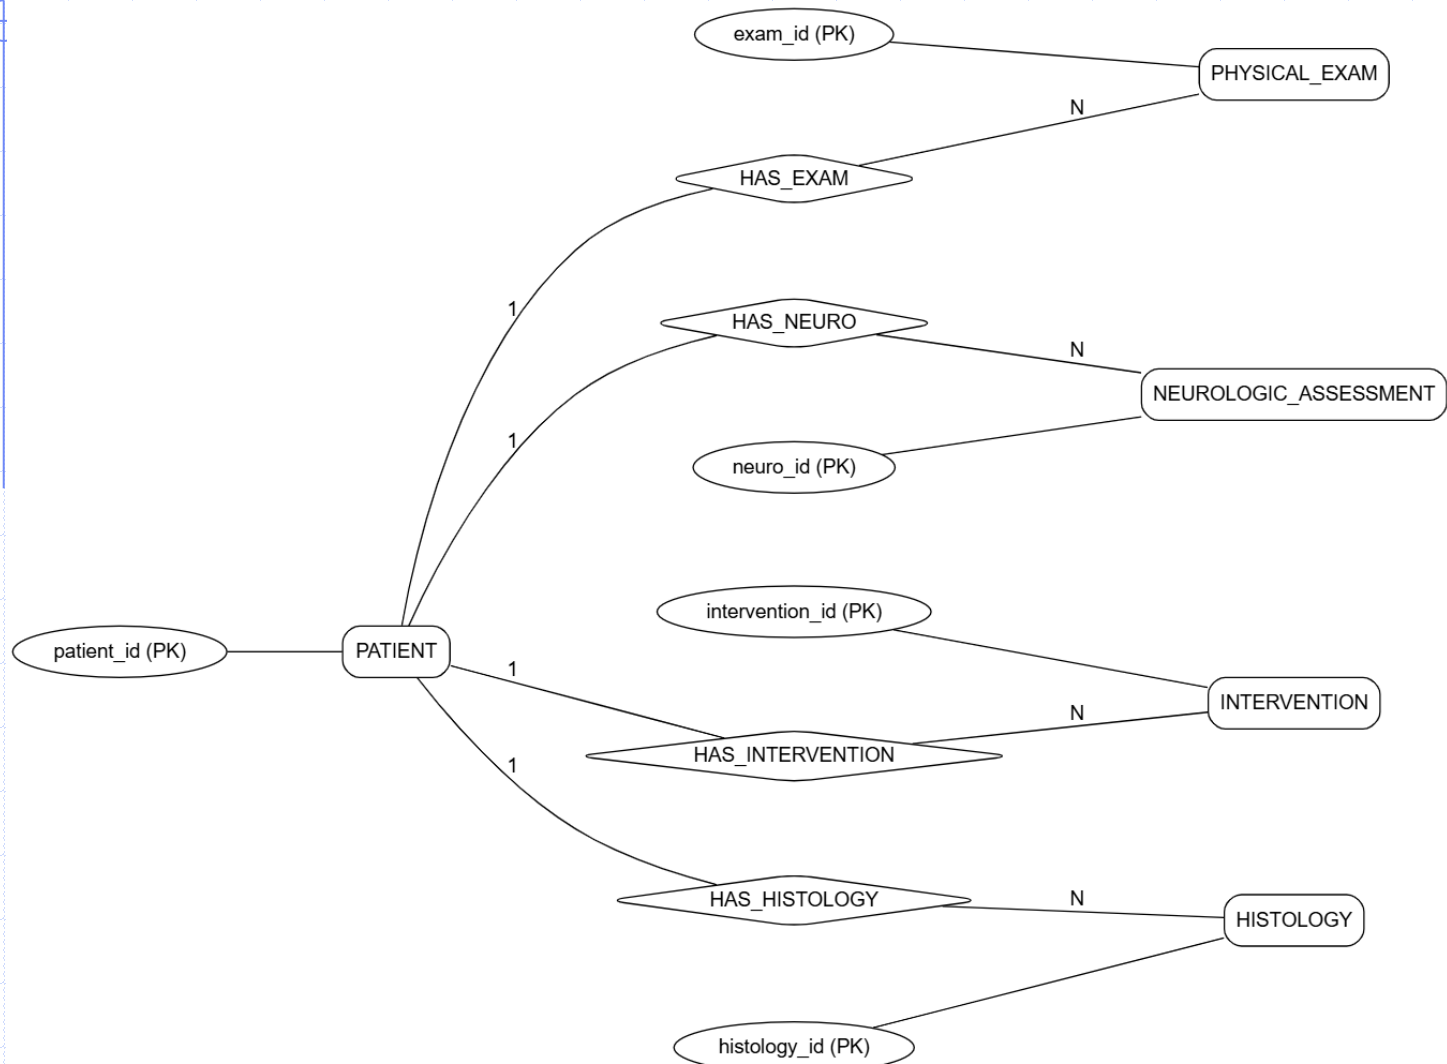 exam_id (PK)
PHYSICAL_EXAM
N
HAS_EXAM
1
HAS_NEURO
N
NEUROLOGIC_ASSESSMENT
1
neuro_id (PK)
intervention_id (PK)
patient_id (PK)
PATIENT
1
INTERVENTION
N
HAS_INTERVENTION
1
HAS_HISTOLOGY
N
HISTOLOGY
histology_id (PK)